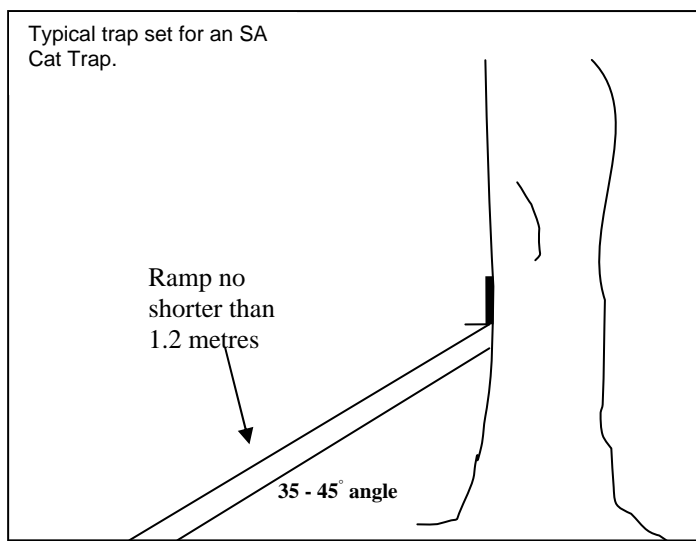 Typical trap set for an SA
Cat Trap.
Ramp no
shorter than
1.2 metres
35 - 45° angle